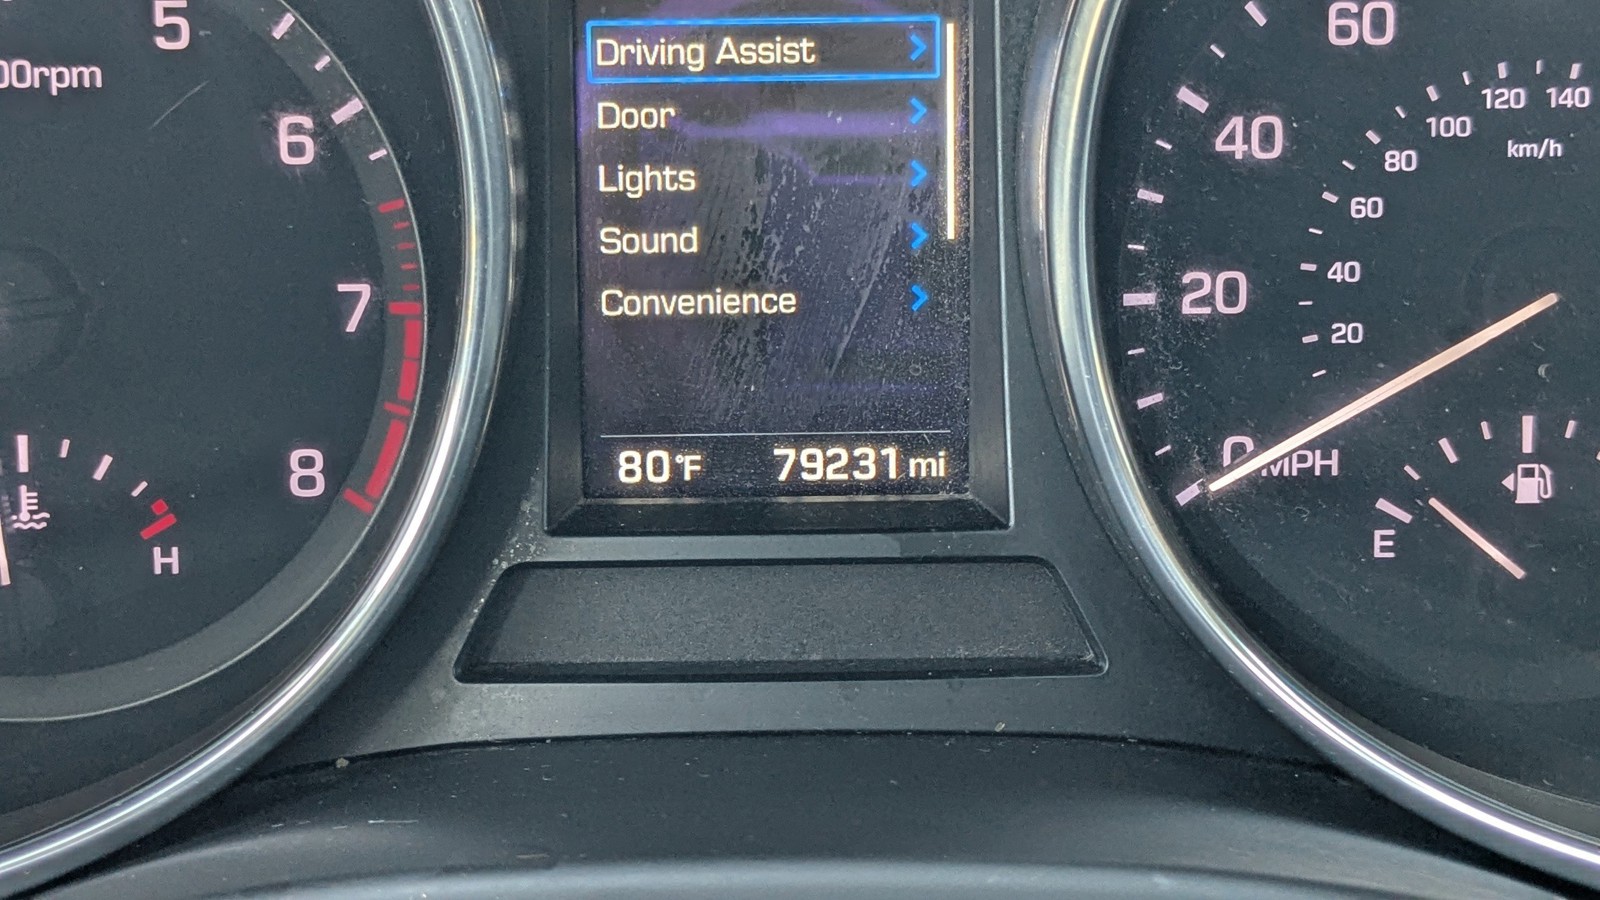 5
00rpm
6
7
8
H
Driving Assist
Door
Lights
Sound
Convenience
80°F 79231 mi
60
40
20
0 MPH
140
120
100
80
60
40
20
km/h
E